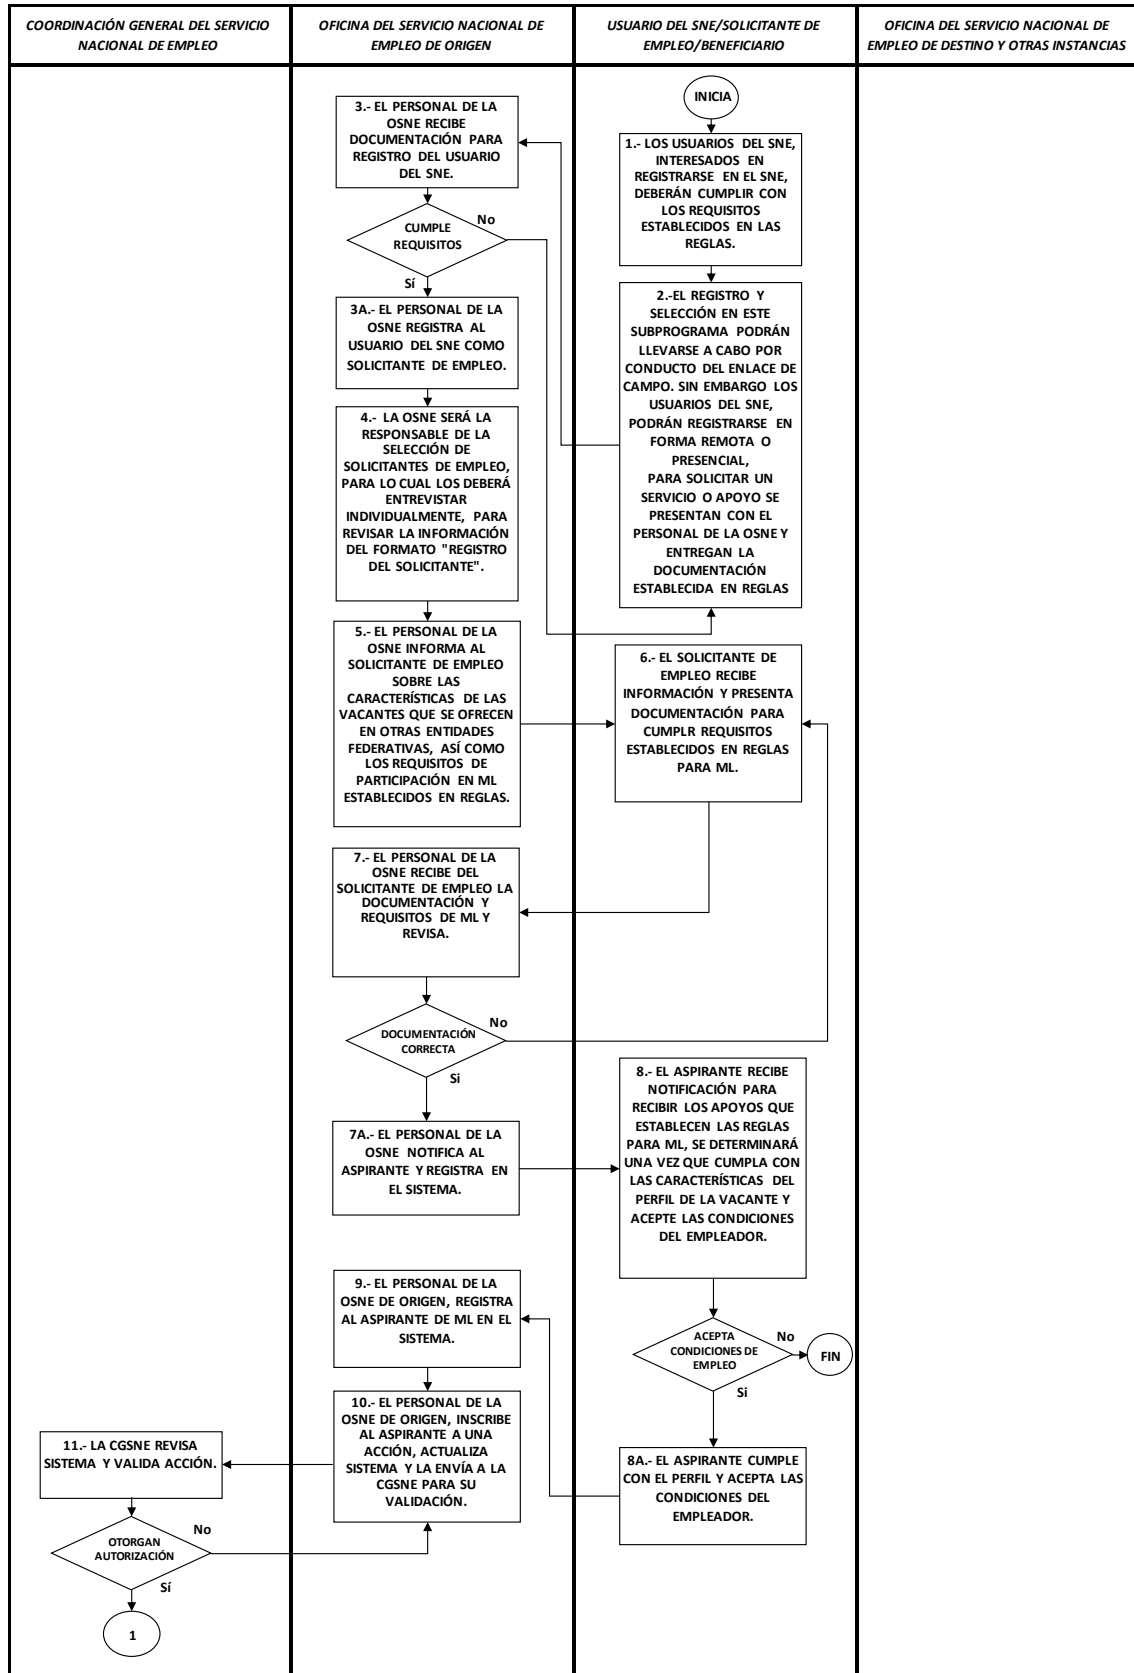 COORDINACIÓN GENERAL DEL SERVICIO
NACIONAL DE EMPLEO
OFICINA DEL SERVICIO NACIONAL DE
EMPLEO DE ORIGEN
USUARIO DEL SNE/SOLICITANTE DE
EMPLEO/BENEFICIARIO
OFICINA DEL SERVICIO NACIONAL DE
EMPLEO DE DESTINO Y OTRAS INSTANCIAS
INICIA
1.- LOS USUARIOS DEL SNE,
INTERESADOS EN
REGISTRARSE EN EL SNE,
DEBERÁN CUMPLIR CON
LOS REQUISITOS
ESTABLECIDOS EN LAS
REGLAS.
2.-EL REGISTRO Y
SELECCIÓN EN ESTE
SUBPROGRAMA PODRÁN
LLEVARSE A CABO POR
CONDUCTO DEL ENLACE DE
CAMPO. SIN EMBARGO LOS
USUARIOS DEL SNE,
PODRÁN REGISTRARSE EN
FORMA REMOTA O
PRESENCIAL,
PARA SOLICITAR UN
SERVICIO O APOYO SE
PRESENTAN CON EL
PERSONAL DE LA OSNE Y
ENTREGAN LA
DOCUMENTACIÓN
ESTABLECIDA EN REGLAS
3.- EL PERSONAL DE LA
OSNE RECIBE
DOCUMENTACIÓN PARA
REGISTRO DEL USUARIO
DEL SNE.
CUMPLE
REQUISITOS
No
Sí
3A.- EL PERSONAL DE LA
OSNE REGISTRA AL
USUARIO DEL SNE COMO
SOLICITANTE DE EMPLEO.
4.- LA OSNE SERÁ LA
RESPONSABLE DE LA
SELECCIÓN DE
SOLICITANTES DE EMPLEO,
PARA LO CUAL LOS DEBERÁ
ENTREVISTAR
INDIVIDUALMENTE, PARA
REVISAR LA INFORMACIÓN
DEL FORMATO "REGISTRO
DEL SOLICITANTE".
5.- EL PERSONAL DE LA
OSNE INFORMA AL
SOLICITANTE DE EMPLEO
SOBRE LAS
CARACTERÍSTICAS DE LAS
VACANTES QUE SE OFRECEN
EN OTRAS ENTIDADES
FEDERATIVAS, ASÍ COMO
LOS REQUISITOS DE
PARTICIPACIÓN EN ML
ESTABLECIDOS EN REGLAS.
6.- EL SOLICITANTE DE
EMPLEO RECIBE
INFORMACIÓN Y PRESENTA
DOCUMENTACIÓN PARA
CUMPLR REQUISITOS
ESTABLECIDOS EN REGLAS
PARA ML.
7.- EL PERSONAL DE LA
OSNE RECIBE DEL
SOLICITANTE DE EMPLEO LA
DOCUMENTACIÓN Y
REQUISITOS DE ML Y
REVISA.
DOCUMENTACIÓN
CORRECTA
No
Si
7A.- EL PERSONAL DE LA
OSNE NOTIFICA AL
ASPIRANTE Y REGISTRA EN
EL SISTEMA.
8.- EL ASPIRANTE RECIBE
NOTIFICACIÓN PARA
RECIBIR LOS APOYOS QUE
ESTABLECEN LAS REGLAS
PARA ML, SE DETERMINARÁ
UNA VEZ QUE CUMPLA CON
LAS CARACTERÍSTICAS DEL
PERFIL DE LA VACANTE Y
ACEPTE LAS CONDICIONES
DEL EMPLEADOR.
ACEPTA
CONDICIONES DE
EMPLEO
No
FIN
Si
8A.- EL ASPIRANTE CUMPLE
CON EL PERFIL Y ACEPTA LAS
CONDICIONES DEL
EMPLEADOR.
9.- EL PERSONAL DE LA
OSNE DE ORIGEN, REGISTRA
AL ASPIRANTE DE ML EN EL
SISTEMA.
10.- EL PERSONAL DE LA
OSNE DE ORIGEN, INSCRIBE
AL ASPIRANTE A UNA
ACCIÓN, ACTUALIZA
SISTEMA Y LA ENVÍA A LA
CGSNE PARA SU
VALIDACIÓN.
11.- LA CGSNE REVISA
SISTEMA Y VALIDA ACCIÓN.
OTORGAN
AUTORIZACIÓN
No
Sí
1